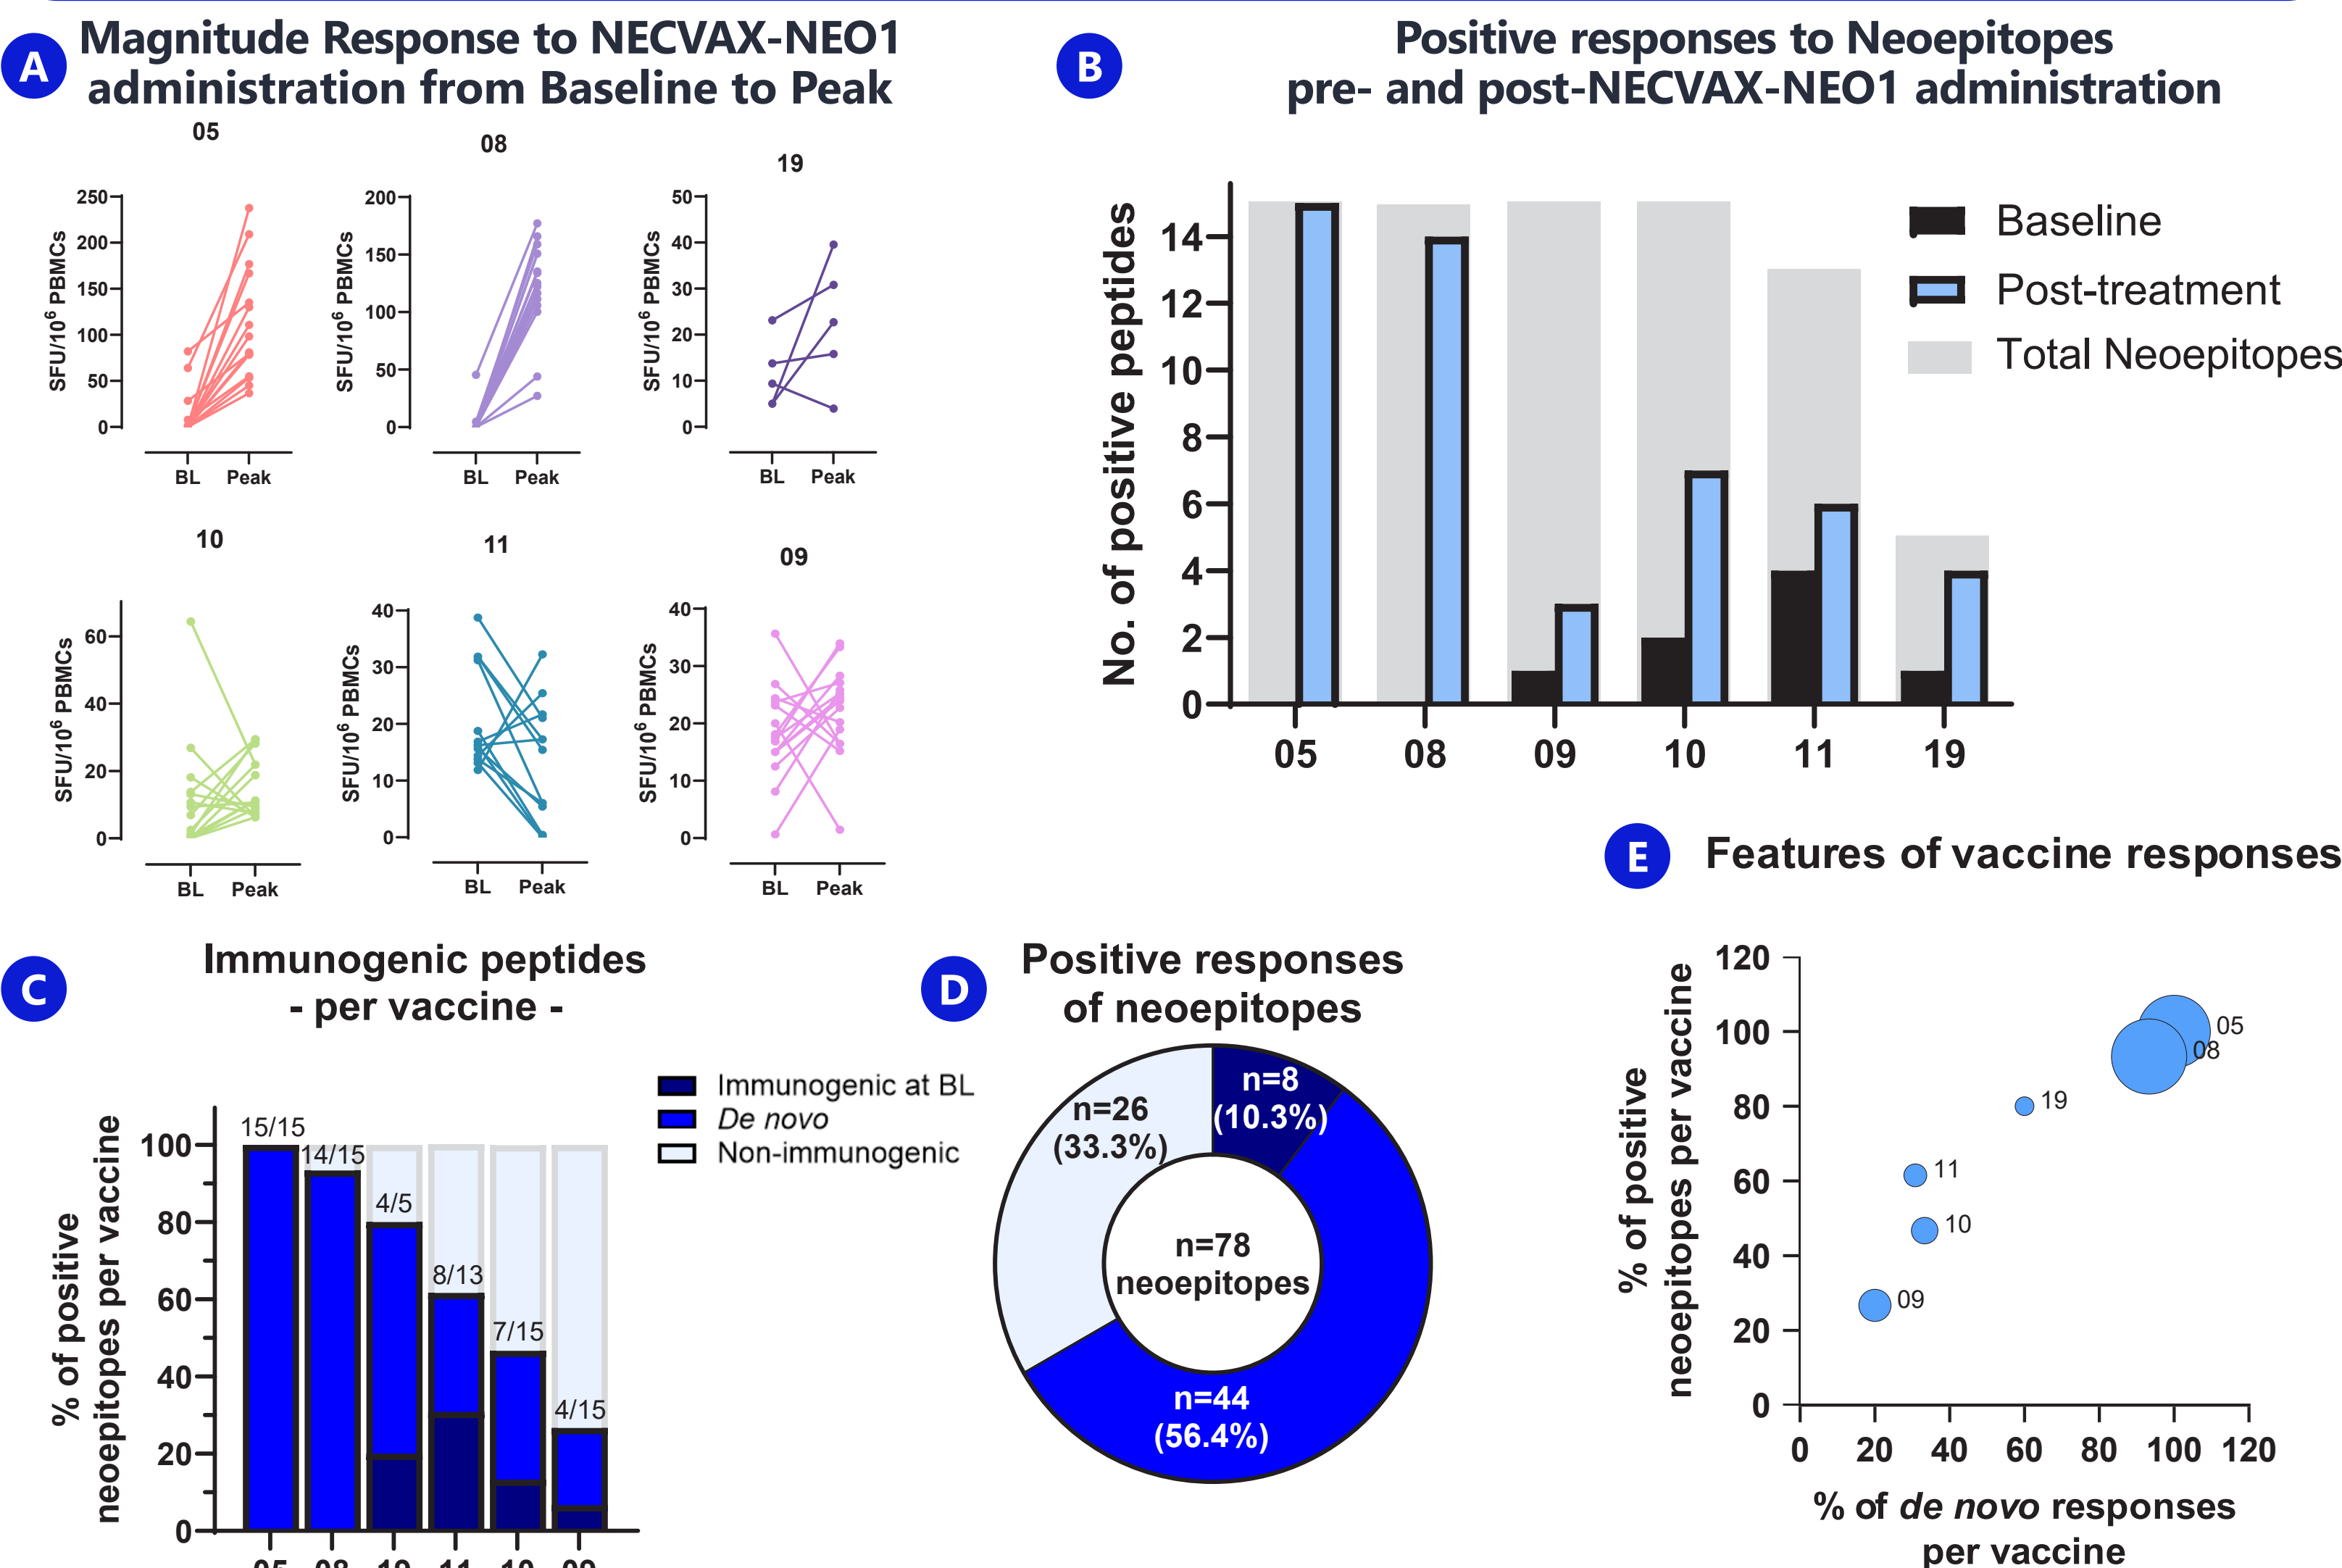 A
Magnitude Response to NECVAX-NEO1
administration from Baseline to Peak
05
SFU/10⁶ PBMCs
250
200
150
100
50
0
BL Peak
08
SFU/10⁶ PBMCs
200
150
100
50
0
BL Peak
19
SFU/10⁶ PBMCs
50
40
30
20
10
0
BL Peak
10
SFU/10⁶ PBMCs
60
40
20
0
BL Peak
11
SFU/10⁶ PBMCs
40
30
20
10
0
BL Peak
09
SFU/10⁶ PBMCs
40
30
20
10
0
BL Peak
B
Positive responses to Neoepitopes
pre- and post-NECVAX-NEO1 administration
No. of positive peptides
14
12
10
8
6
4
2
0
05 08 09 10 11 19
Baseline
Post-treatment
Total Neoepitopes
C
Immunogenic peptides
- per vaccine -
% of positive
neoepitopes per vaccine
100
80
60
40
20
0
15/15
14/15
4/5
8/13
7/15
4/15
05 08 19 11 10 09
Immunogenic at BL
De novo
Non-immunogenic
D
Positive responses
of neoepitopes
n=8
(10.3%)
n=26
(33.3%)
n=78
neoepitopes
n=44
(56.4%)
E
Features of vaccine responses
% of positive
neoepitopes per vaccine
120
100
80
60
40
20
0
05
08
19
11
10
09
0 20 40 60 80 100 120
% of de novo responses
per vaccine